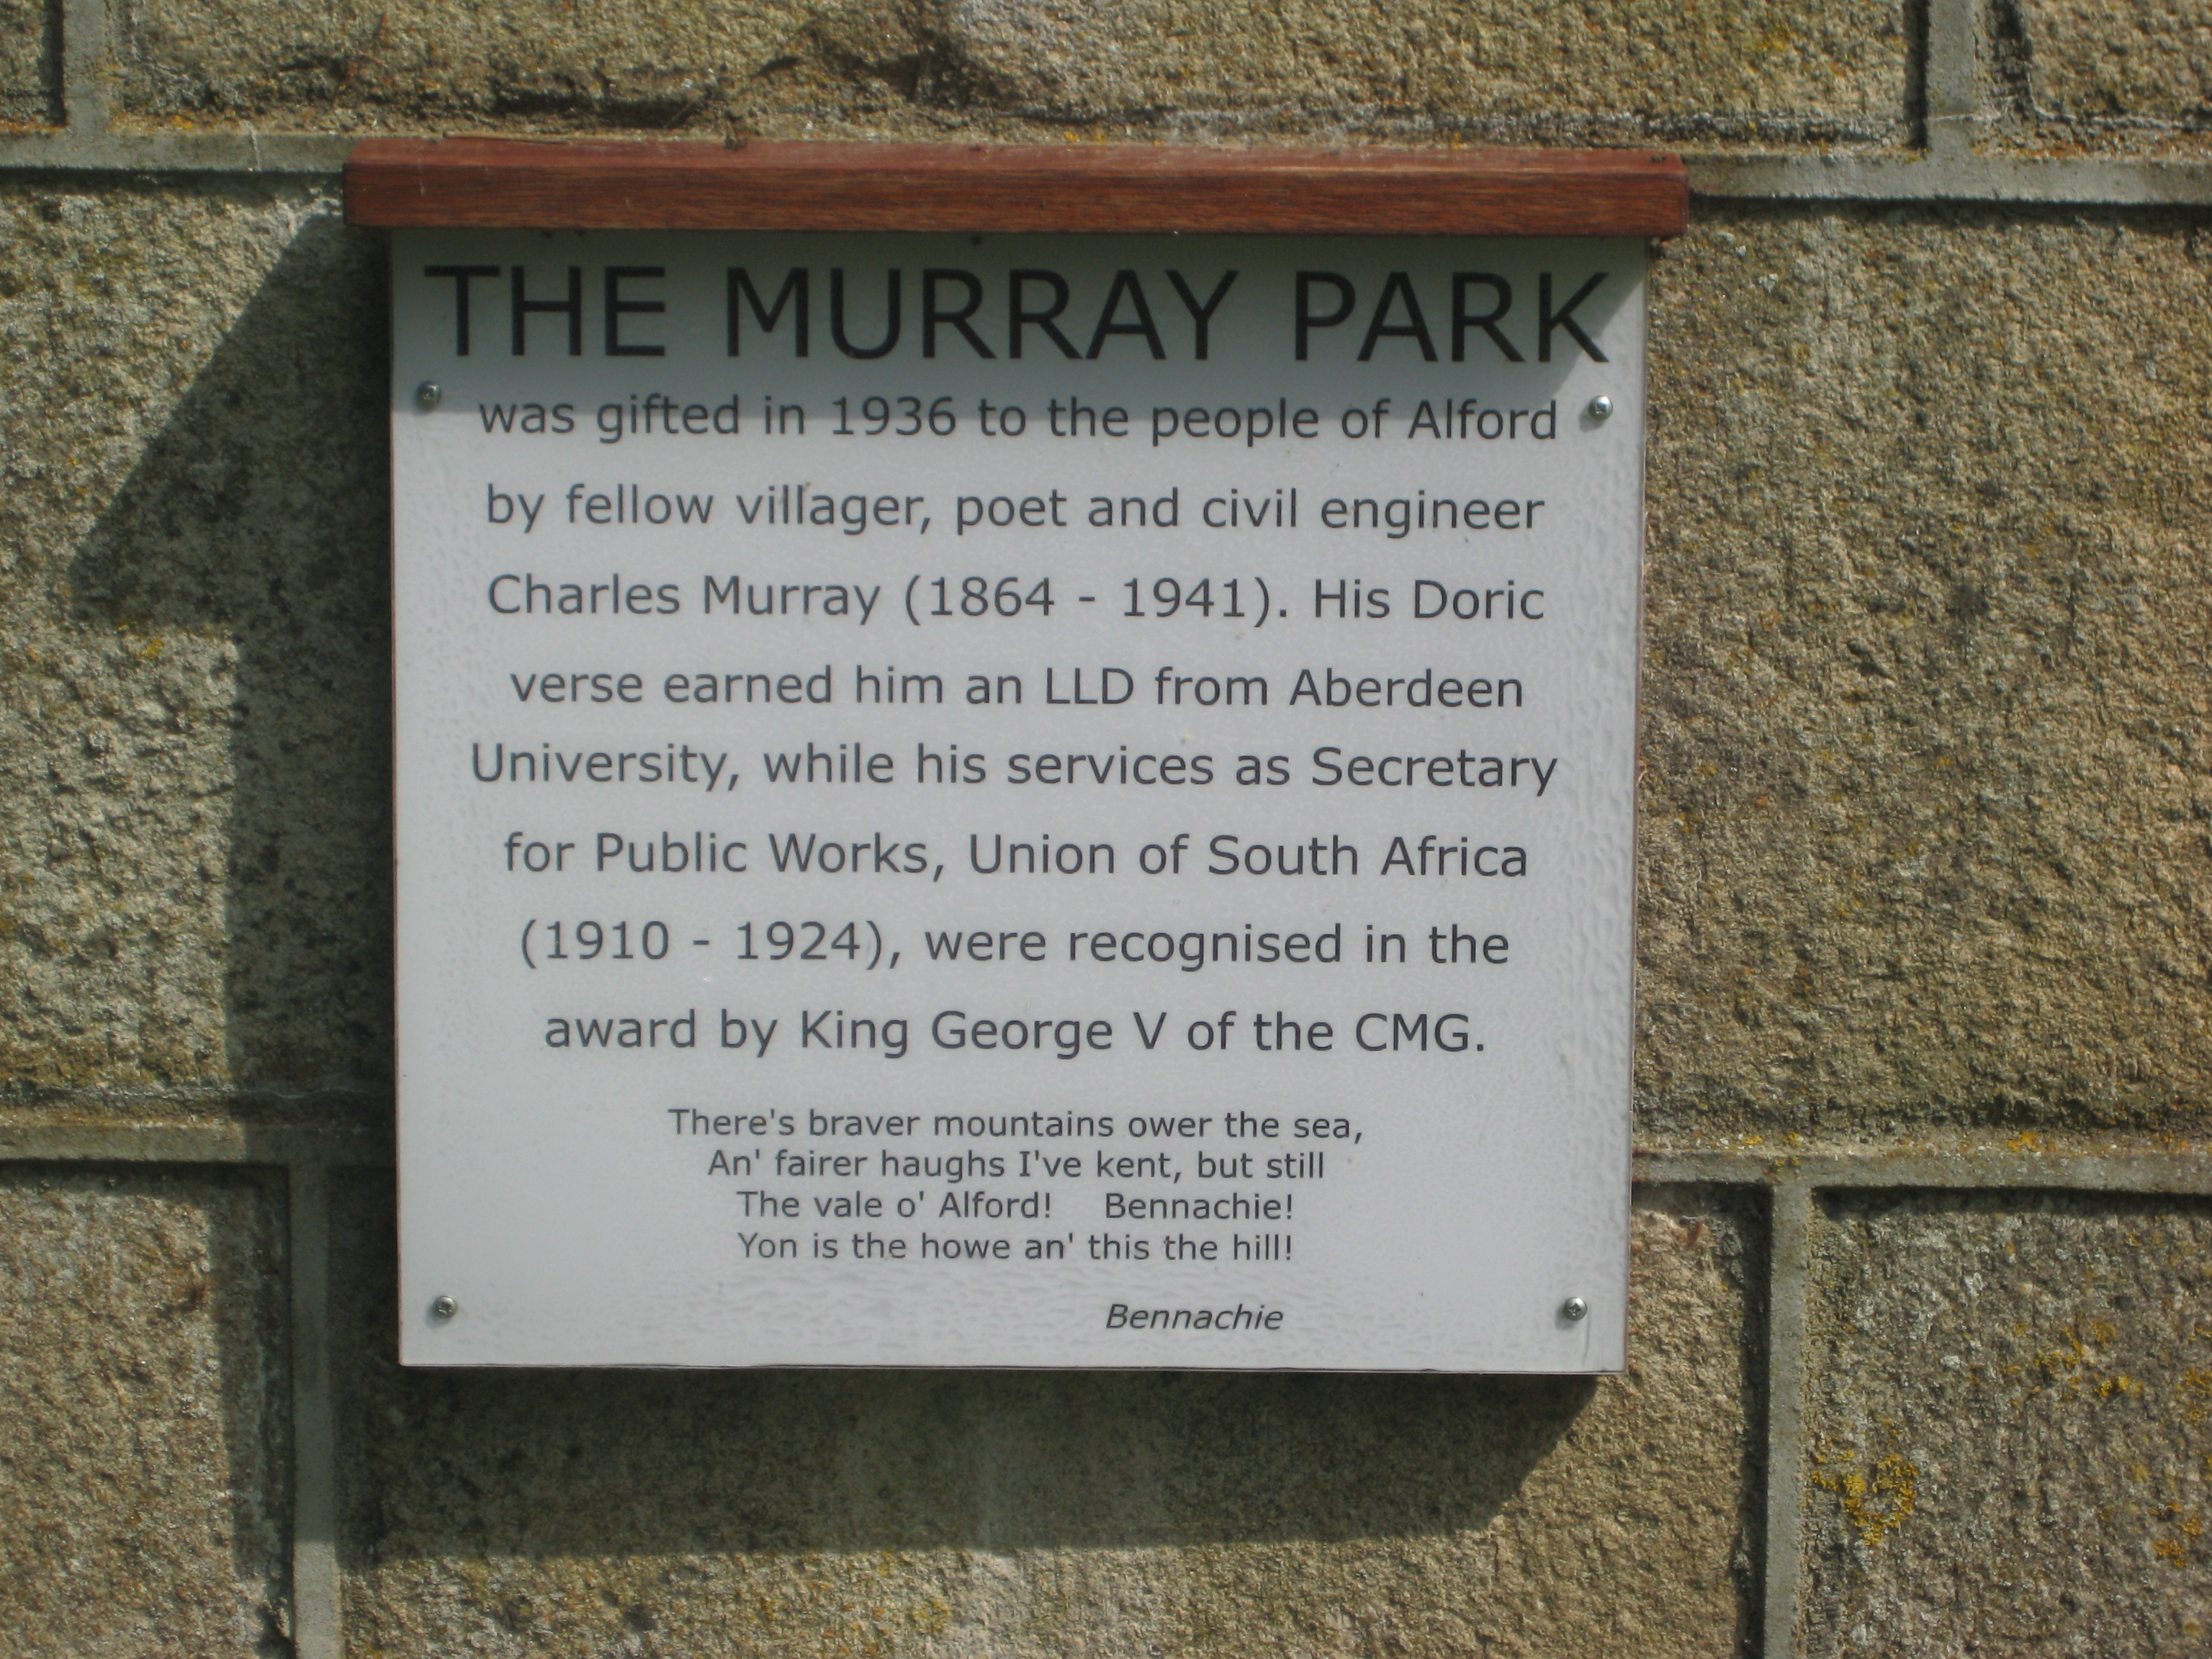 THE MURRAY PARK
was gifted in 1936 to the people of Alford
by fellow villager, poet and civil engineer
Charles Murray (1864 - 1941). His Doric
verse earned him an LLD from Aberdeen
University, while his services as Secretary
for Public Works, Union of South Africa
(1910 - 1924), were recognised in the
award by King George V of the CMG.
There's braver mountains ower the sea,
An' fairer haughs I've kent, but still
The vale o' Alford! Bennachie!
Yon is the howe an' this the hill!
Bennachie